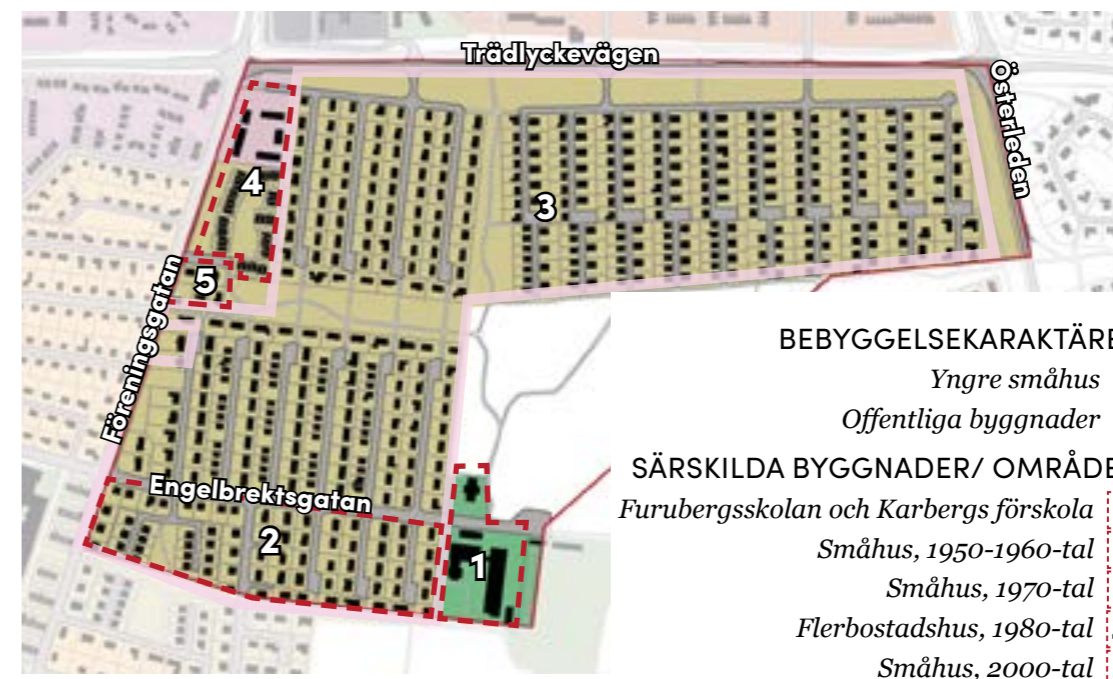 Trädlyckevägen
Österleden
4
3
5
Föreningsgatan
BEBYGGELSEKARAKTÄRE
Yngre småhus
Offentliga byggnader
SÄRSKILDA BYGGNADER/ OMRÅDE
Engelbrektsgatan
Furubergsskolan och Karbergs förskola
2
Småhus, 1950-1960-tal
1
Småhus, 1970-tal
Flerbostadshus, 1980-tal
Småhus, 2000-tal